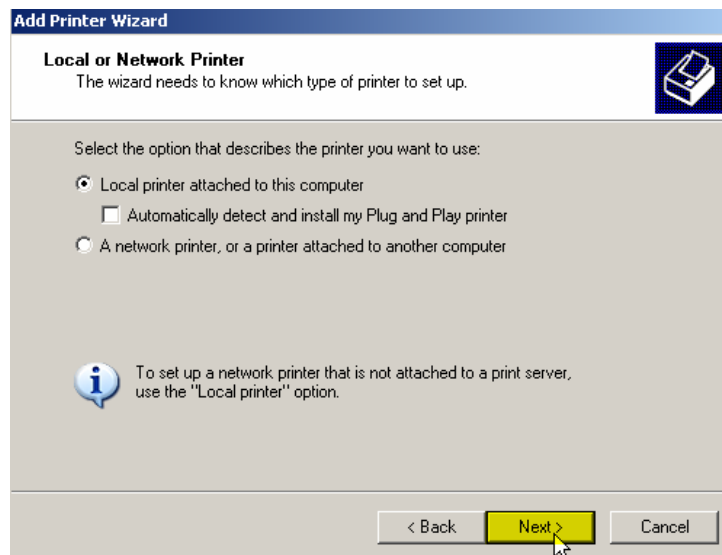 Add Printer Wizard
Local or Network Printer
The wizard needs to know which type of printer to set up.
Select the option that describes the printer you want to use:
Local printer attached to this computer
Automatically detect and install my Plug and Play printer
A network printer, or a printer attached to another computer
To set up a network printer that is not attached to a print server,
use the "Local printer" option.
< Back Next > Cancel